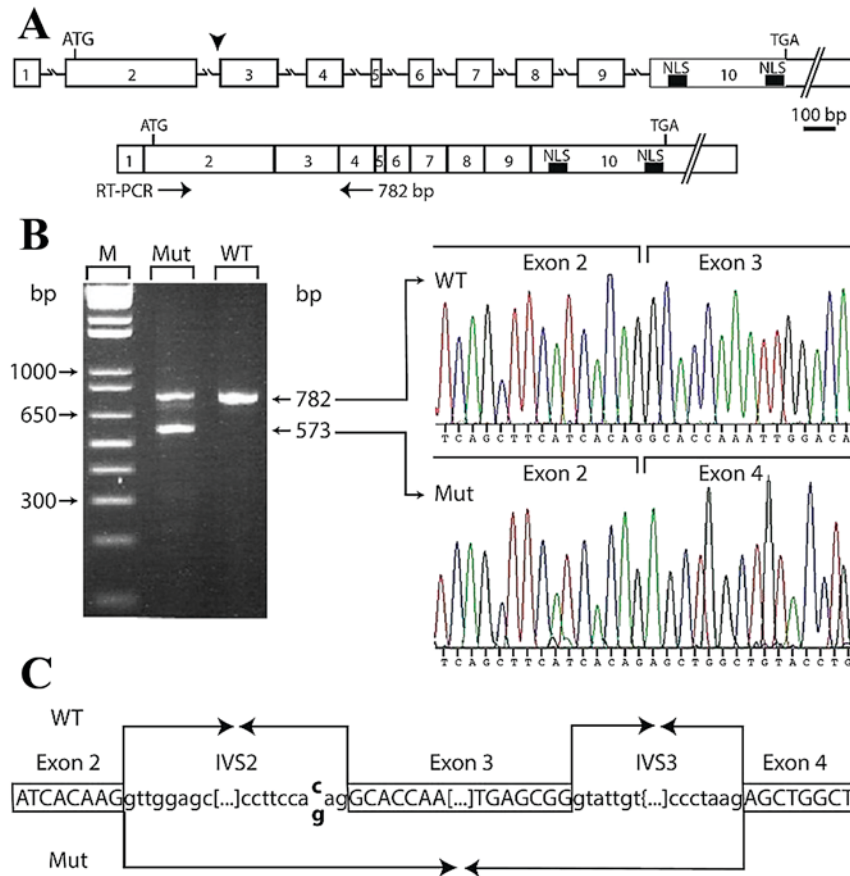 A
ATG TGA
1 2 3 4 5 6 7 8 9 NLS 10 NLS
100 bp
ATG TGA
1 2 3 4 5 6 7 8 9 NLS 10 NLS
RT-PCR 782 bp
B
M Mut WT
bp bp
1000
650
300
782
573
WT
Exon 2 Exon 3
T C A G C T T C A T C A C A G G C A C C A A A T T G G A C A
Mut
Exon 2 Exon 4
T C A G C T T C A T C A C A G A G C T G G C T G T A C C T G
C
WT
Exon 2 IVS2 Exon 3 IVS3 Exon 4
ATCACAAGgttggagc[...]ccttccacagGCACCAA[...]TGAGCGGgtattgt{...]ccctaagAGCTGGCT
g
Mut